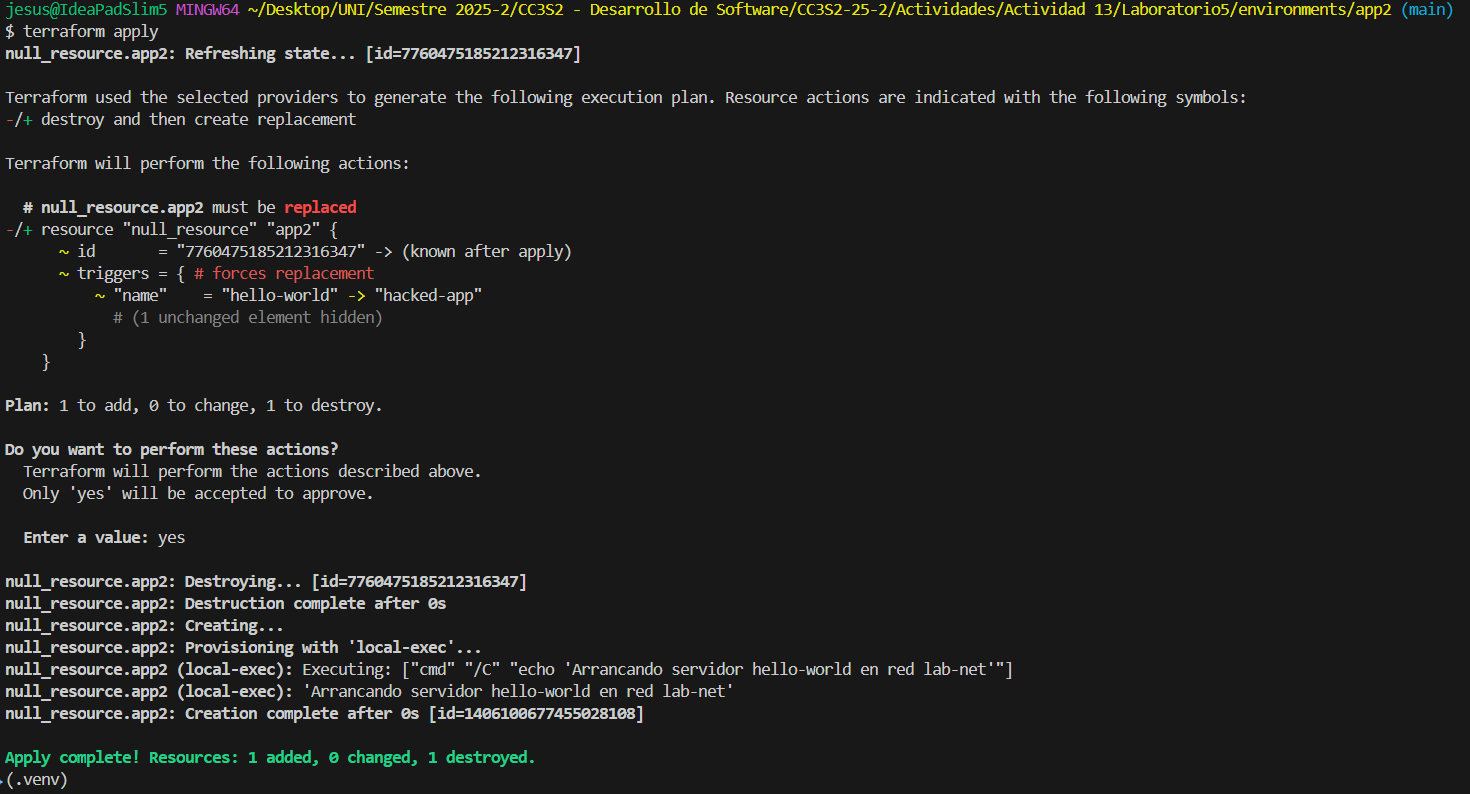 jesus@IdeaPadSlim5 MINGW64 ~/Desktop/UNI/Semestre 2025-2/CC3S2 - Desarrollo de Software/CC3S2-25-2/Actividades/Actividad 13/Laboratorio5/environments/app2 (main)
$ terraform apply
null_resource.app2: Refreshing state... [id=7760475185212316347]
Terraform used the selected providers to generate the following execution plan. Resource actions are indicated with the following symbols:
-/+ destroy and then create replacement
Terraform will perform the following actions:
# null_resource.app2 must be replaced
-/+ resource "null_resource" "app2" {
~ id       = "7760475185212316347" -> (known after apply)
~ triggers = { # forces replacement
~ "name"    = "hello-world" -> "hacked-app"
# (1 unchanged element hidden)
}
}
Plan: 1 to add, 0 to change, 1 to destroy.
Do you want to perform these actions?
Terraform will perform the actions described above.
Only 'yes' will be accepted to approve.
Enter a value: yes
null_resource.app2: Destroying... [id=7760475185212316347]
null_resource.app2: Destruction complete after 0s
null_resource.app2: Creating...
null_resource.app2: Provisioning with 'local-exec'...
null_resource.app2 (local-exec): Executing: ["cmd" "/C" "echo 'Arrancando servidor hello-world en red lab-net'"]
null_resource.app2 (local-exec): 'Arrancando servidor hello-world en red lab-net'
null_resource.app2: Creation complete after 0s [id=1406100677455028108]
Apply complete! Resources: 1 added, 0 changed, 1 destroyed.
(.venv)